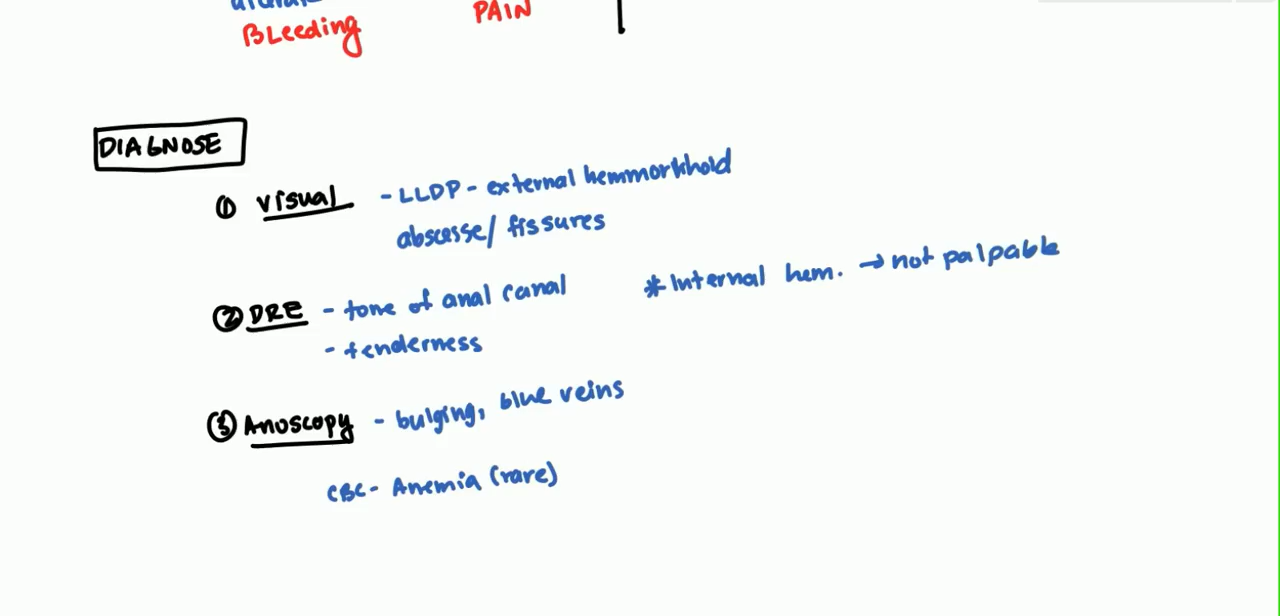 Bleeding PAIN
DIAGNOSE
① Visual - LLDP - external hemmorrhoid
abscesse/ fissures
② DRE - tone of anal canal *Internal hem. → not palpable
- tenderness
③ Anoscopy - bulging, blue veins
CBC - Anemia (rare)